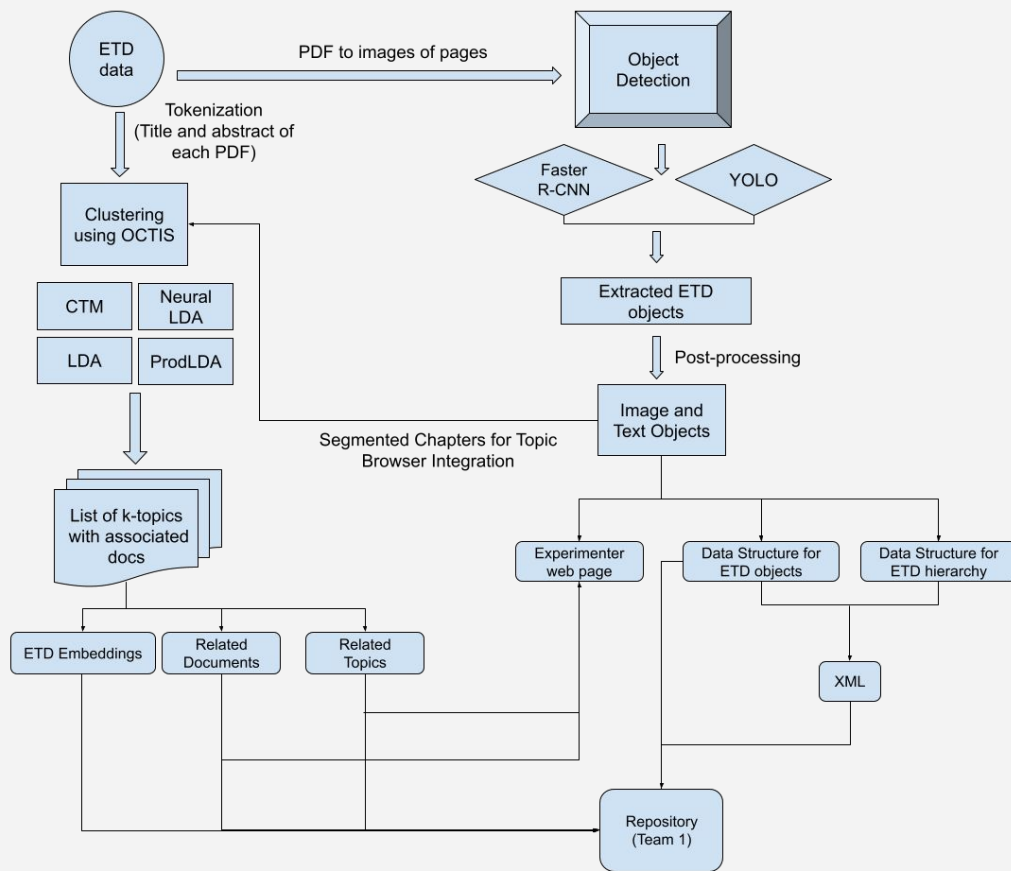 ETD
data
PDF to images of pages
Object
Detection
Tokenization
(Title and abstract of
each PDF)
Faster
R-CNN
YOLO
Clustering
using OCTIS
Extracted ETD
objects
CTM
Neural
LDA
LDA
ProdLDA
Post-processing
Image and
Text Objects
Segmented Chapters for Topic
Browser Integration
List of k-topics
with associated
docs
Experimenter
web page
Data Structure for
ETD objects
Data Structure for
ETD hierarchy
ETD Embeddings
Related
Documents
Related
Topics
XML
Repository
(Team 1)